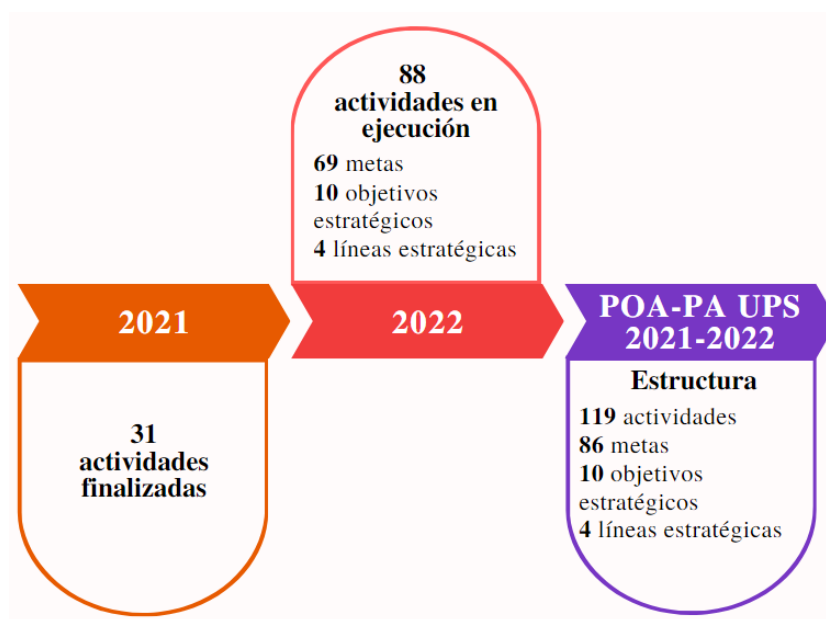 88
actividades en
ejecución
69 metas
10 objetivos
estratégicos
4 líneas estratégicas
2021
2022
POA-PA UPS
2021-2022
31
actividades
finalizadas
Estructura
119 actividades
86 metas
10 objetivos
estratégicos
4 líneas estratégicas